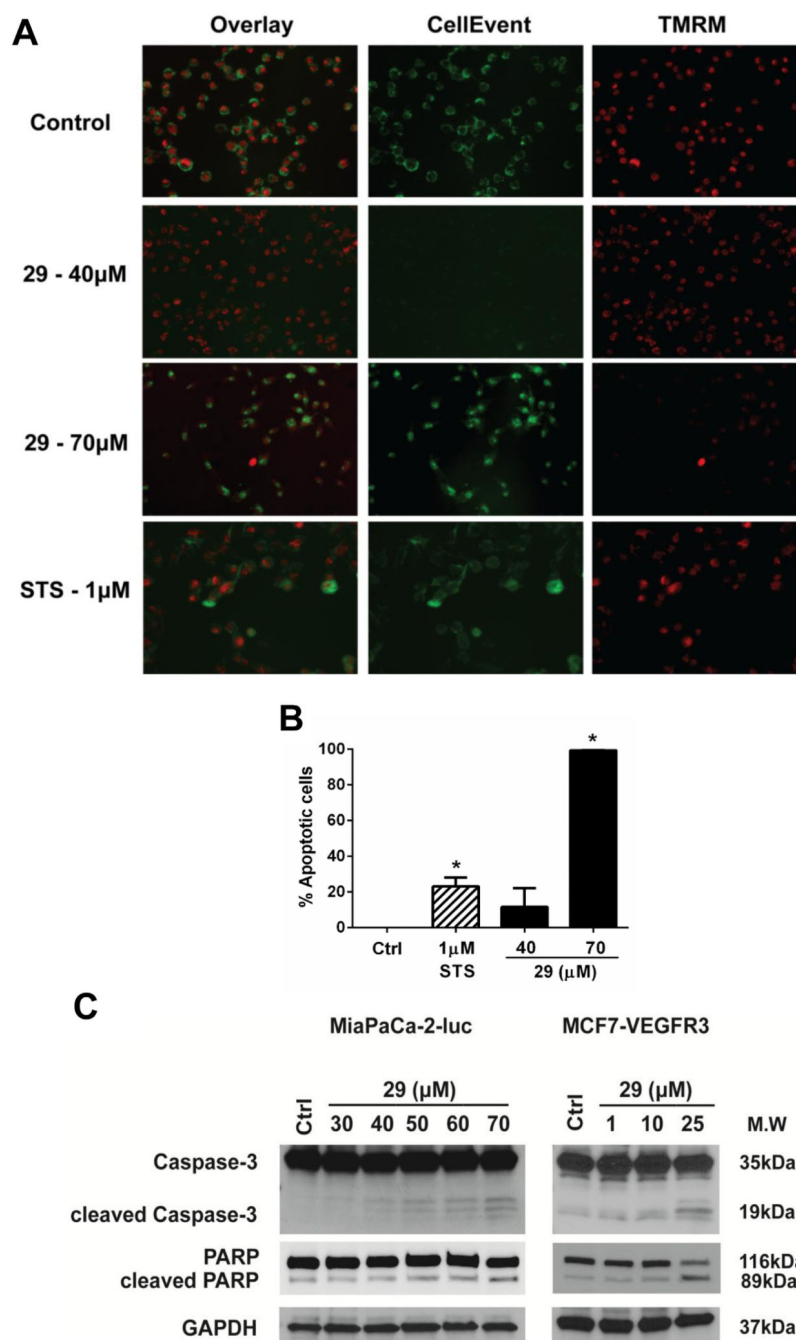 A
Overlay CellEvent TMRM
Control
29 - 40µM
29 - 70µM
STS - 1µM
B
% Apoptotic cells
100
80
60
40
20
0
Ctrl 1µM 40 70
STS 29 (µM)
*
*
C
MiaPaCa-2-luc MCF7-VEGFR3
29 (µM) 29 (µM)
Ctrl 30 40 50 60 70 Ctrl 1 10 25 M.W
Caspase-3 35kDa
cleaved Caspase-3 19kDa
PARP 116kDa
cleaved PARP 89kDa
GAPDH 37kDa